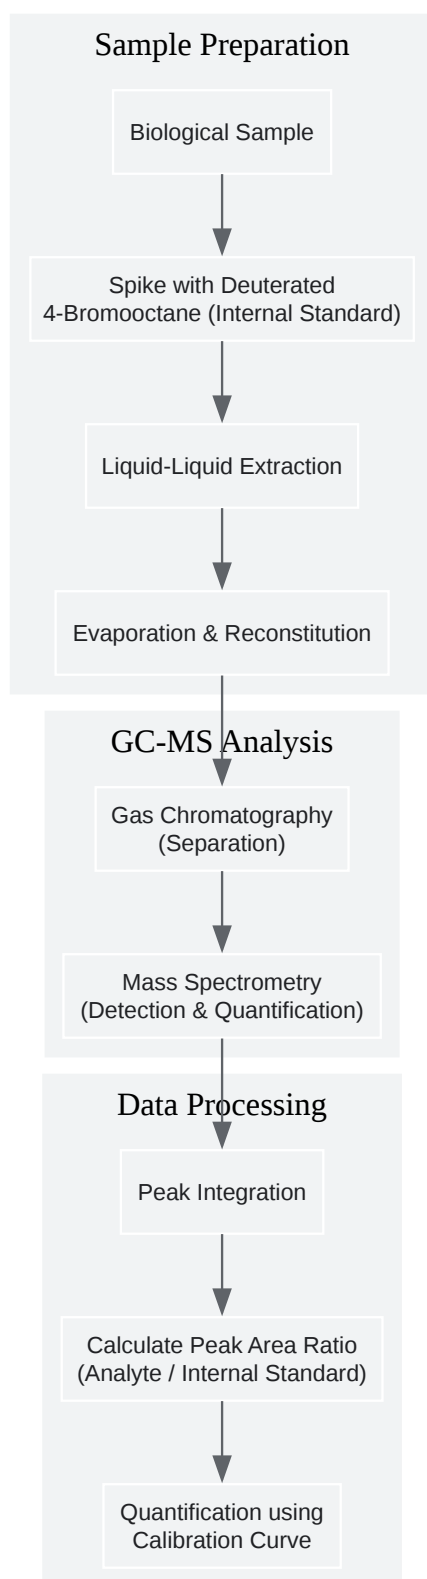 Sample Preparation
Biological Sample
Spike with Deuterated
4-Bromooctane (Internal Standard)
Liquid-Liquid Extraction
Evaporation & Reconstitution
GC-MS Analysis
Gas Chromatography
(Separation)
Mass Spectrometry
(Detection & Quantification)
Data Processing
Peak Integration
Calculate Peak Area Ratio
(Analyte / Internal Standard)
Quantification using
Calibration Curve